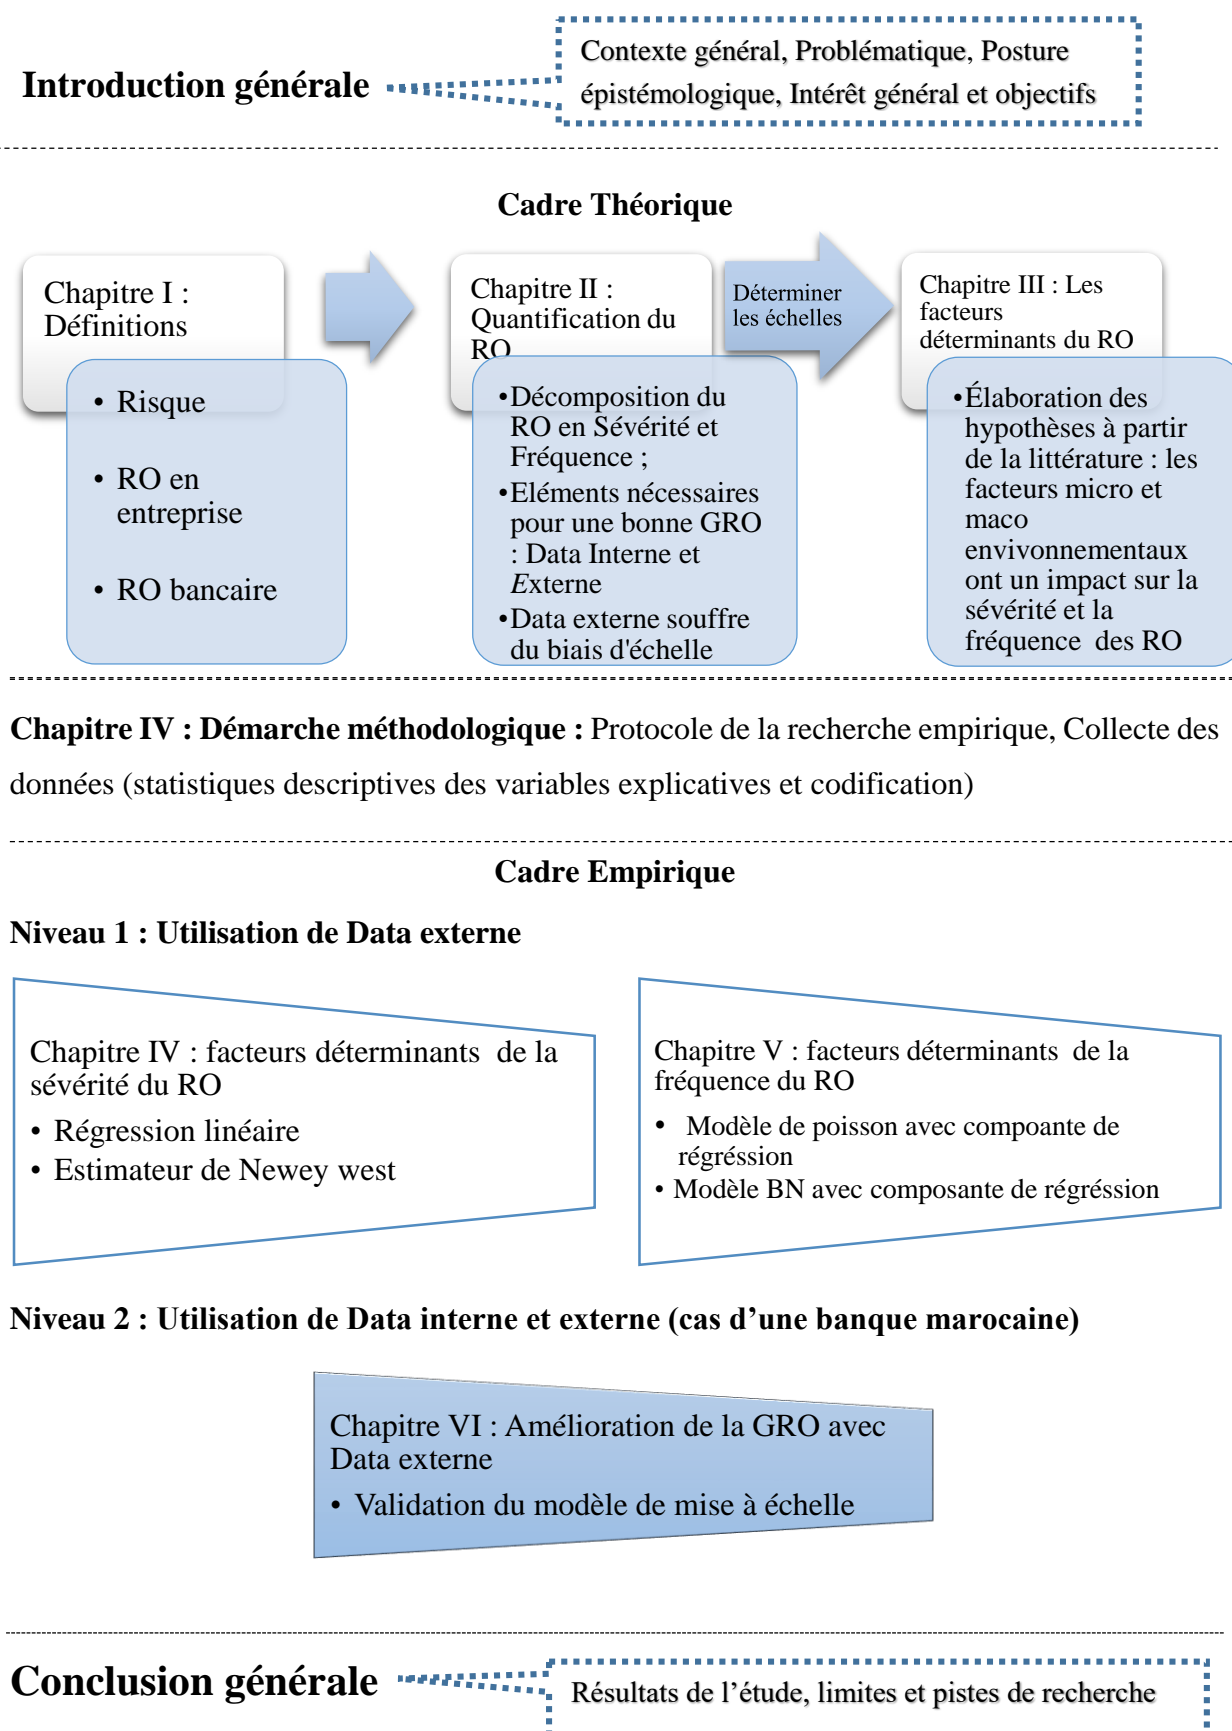 Introduction générale
Contexte général, Problématique, Posture
épistémologique, Intérêt général et objectifs
Cadre Théorique
Chapitre I :
Définitions
• Risque
• RO en
entreprise
• RO bancaire
Chapitre II :
Quantification du
RO
•Décomposition du
RO en Sévérité et
Fréquence ;
•Eléments nécessaires
pour une bonne GRO
: Data Interne et
Externe
•Data externe souffre
du biais d'échelle
Déterminer
les échelles
Chapitre III : Les
facteurs
déterminants du RO
•Élaboration des
hypothèses à partir
de la littérature : les
facteurs micro et
maco
envivonnementaux
ont un impact sur la
sévérité et la
fréquence des RO
Chapitre IV : Démarche méthodologique : Protocole de la recherche empirique, Collecte des
données (statistiques descriptives des variables explicatives et codification)
Cadre Empirique
Niveau 1 : Utilisation de Data externe
Chapitre IV : facteurs déterminants de la
sévérité du RO
• Régression linéaire
• Estimateur de Newey west
Chapitre V : facteurs déterminants de la
fréquence du RO
• Modèle de poisson avec compoante de
régréssion
• Modèle BN avec composante de régréssion
Niveau 2 : Utilisation de Data interne et externe (cas d’une banque marocaine)
Chapitre VI : Amélioration de la GRO avec
Data externe
• Validation du modèle de mise à échelle
Conclusion générale
Résultats de l’étude, limites et pistes de recherche